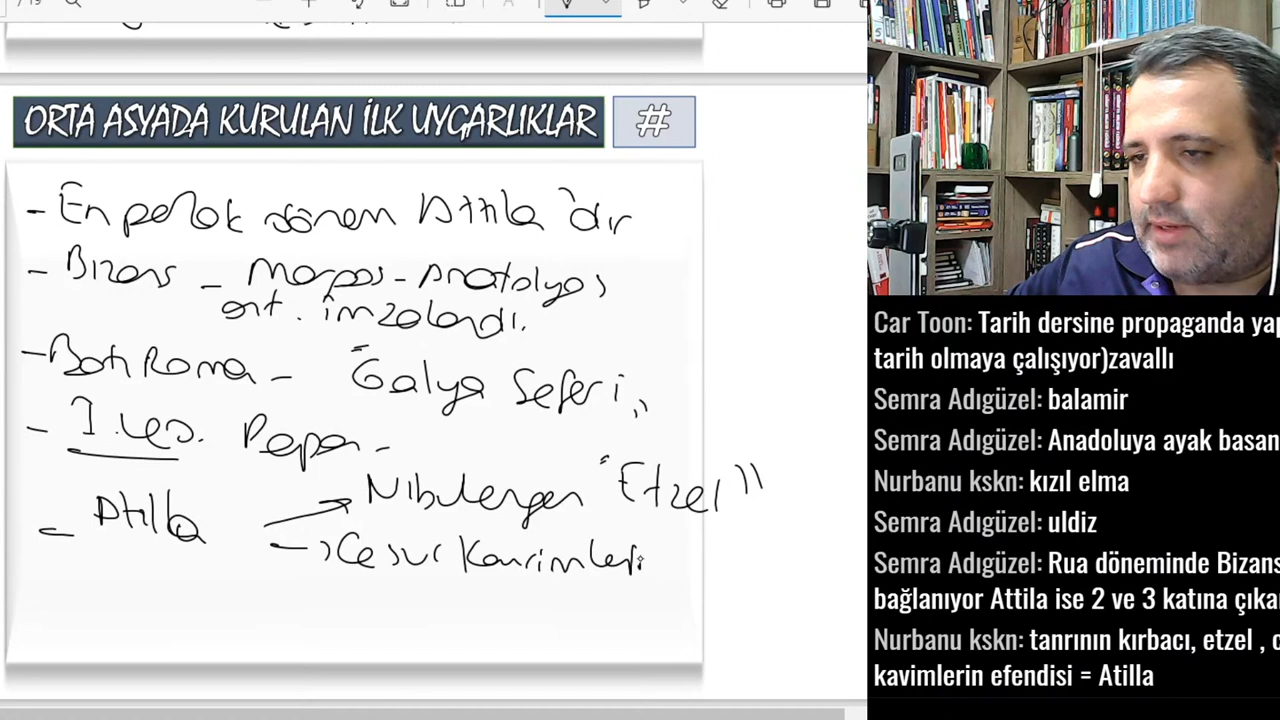 ORTA ASYADA KURULAN İLK UYGARLIKLAR #
- En parlak dönem Attila'dır
- Bizans - Margos - Anatolyos
ant. imzalandı.
- Batı Roma - "Galya Seferi"
- I. Leo. Papa -
- Atilla → Nibulengen "Etzel"
→ Cesur Kavimleri
Car Toon: Tarih dersine propaganda yap
tarih olmaya çalışıyor)zavallı
Semra Adıgüzel: balamir
Semra Adıgüzel: Anadoluya ayak basan
Nurbanu kskn: kızıl elma
Semra Adıgüzel: uldiz
Semra Adıgüzel: Rua döneminde Bizans
bağlanıyor Attila ise 2 ve 3 katına çıka
Nurbanu kskn: tanrının kırbacı, etzel , c
kavimlerin efendisi = Atilla